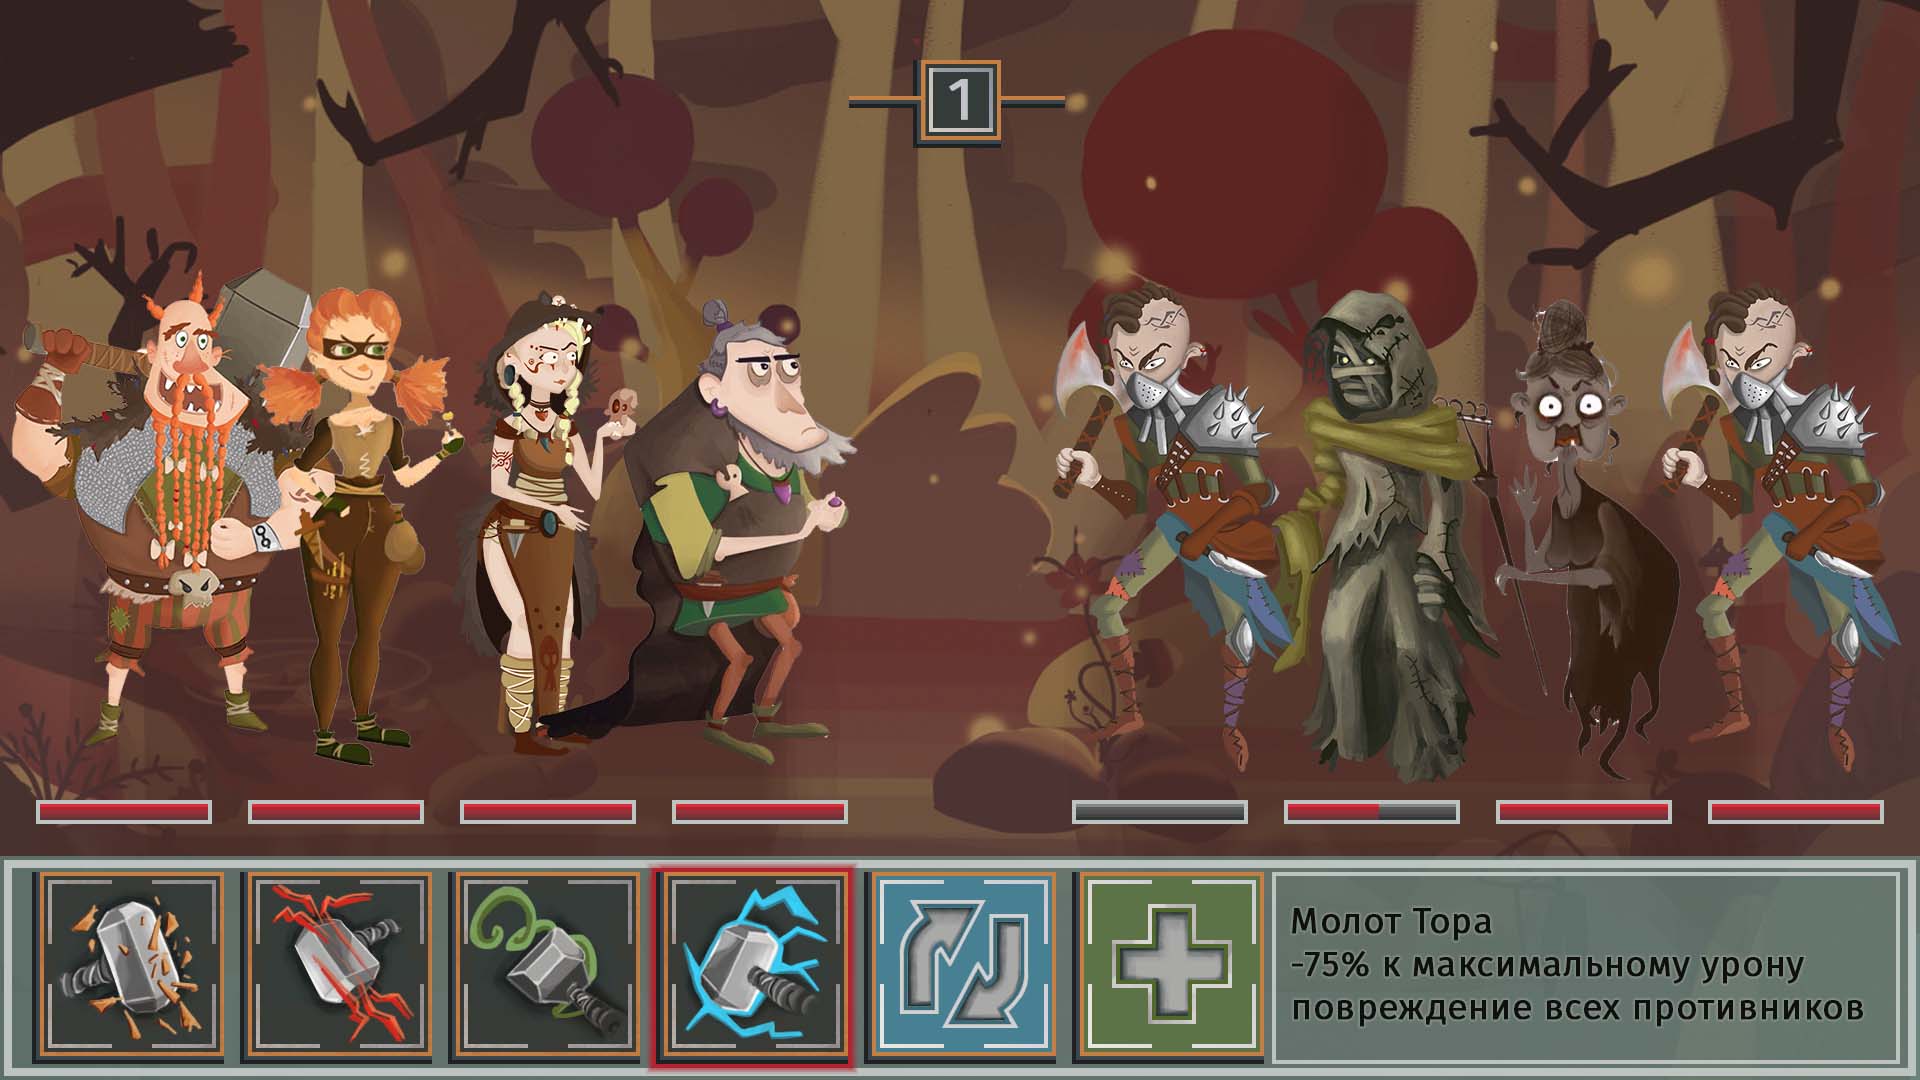 1
Молот Тора
-75% к максимальному урону
повреждение всех противников